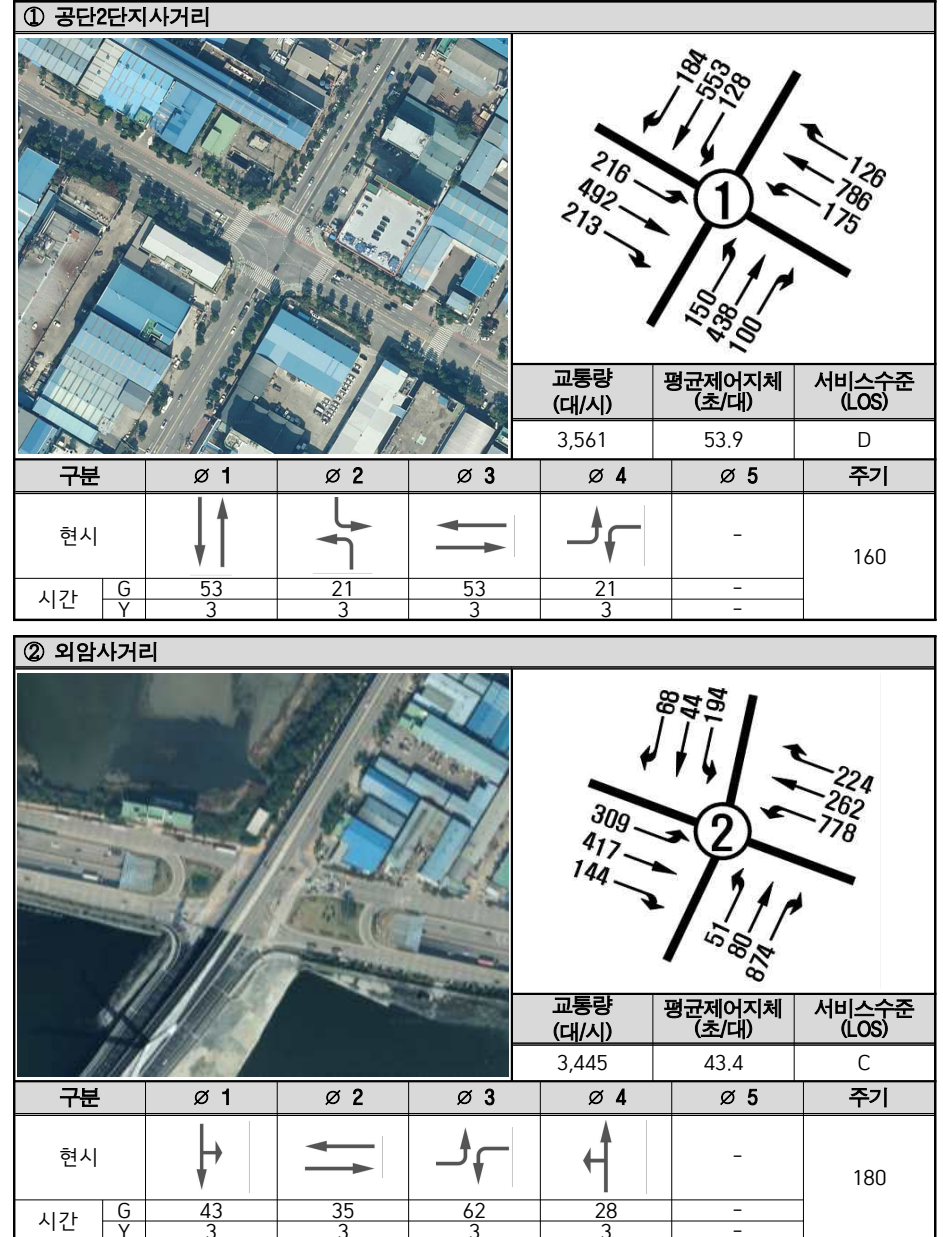 ① 공단2단지사거리
184 553 128
126
786
175
216
492
213
1
150 438 100
교통량 (대/시) 평균제어지체 (초/대) 서비스수준 (LOS)
3,561 53.9 D
구분 ∅ 1 ∅ 2 ∅ 3 ∅ 4 ∅ 5 주기
현시 - 160
시간 G 53 21 53 21 -
Y 3 3 3 3 -
② 외암사거리
68 44 194
224
262
778
309
417
144
2
51 80 874
교통량 (대/시) 평균제어지체 (초/대) 서비스수준 (LOS)
3,445 43.4 C
구분 ∅ 1 ∅ 2 ∅ 3 ∅ 4 ∅ 5 주기
현시 - 180
시간 G 43 35 62 28 -
Y 3 3 3 3 -